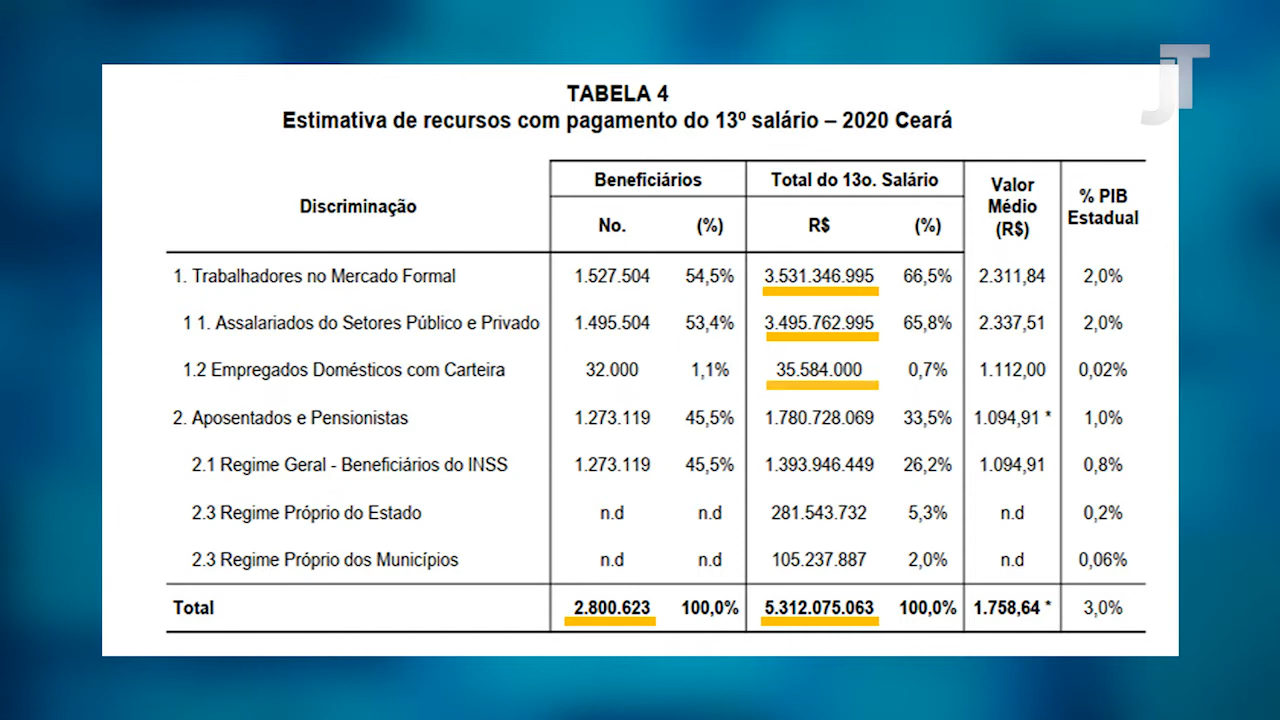 JT
TABELA 4
Estimativa de recursos com pagamento do 13º salário – 2020 Ceará
Discriminação Beneficiários Total do 13o. Salário Valor Médio (R$) % PIB Estadual
No. (%) R$ (%)
1. Trabalhadores no Mercado Formal 1.527.504 54,5% 3.531.346.995 66,5% 2.311,84 2,0%
1 1. Assalariados do Setores Público e Privado 1.495.504 53,4% 3.495.762.995 65,8% 2.337,51 2,0%
1.2 Empregados Domésticos com Carteira 32.000 1,1% 35.584.000 0,7% 1.112,00 0,02%
2. Aposentados e Pensionistas 1.273.119 45,5% 1.780.728.069 33,5% 1.094,91 * 1,0%
2.1 Regime Geral - Beneficiários do INSS 1.273.119 45,5% 1.393.946.449 26,2% 1.094,91 0,8%
2.3 Regime Próprio do Estado n.d n.d 281.543.732 5,3% n.d 0,2%
2.3 Regime Próprio dos Municípios n.d n.d 105.237.887 2,0% n.d 0,06%
Total 2.800.623 100,0% 5.312.075.063 100,0% 1.758,64 * 3,0%